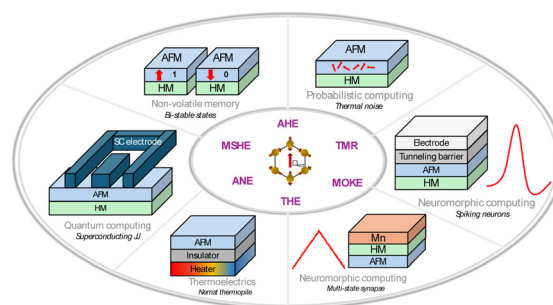 AFM
AFM
1
0
HM
HM
Non-volatile memory
Bi-stable states
AFM
HM
Probabilistic computing
Thermal noise
SC electrode
AFM
HM
Quantum computing
Superconducting JJ
AHE
MSHE
TMR
ANE
MOKE
THE
Electrode
Tunneling barrier
AFM
HM
Neuromorphic computing
Spiking neurons
AFM
Insulator
Heater
Thermoelectrics
Nernst thermopile
Mn
HM
AFM
Neuromorphic computing
Multi-state synapse